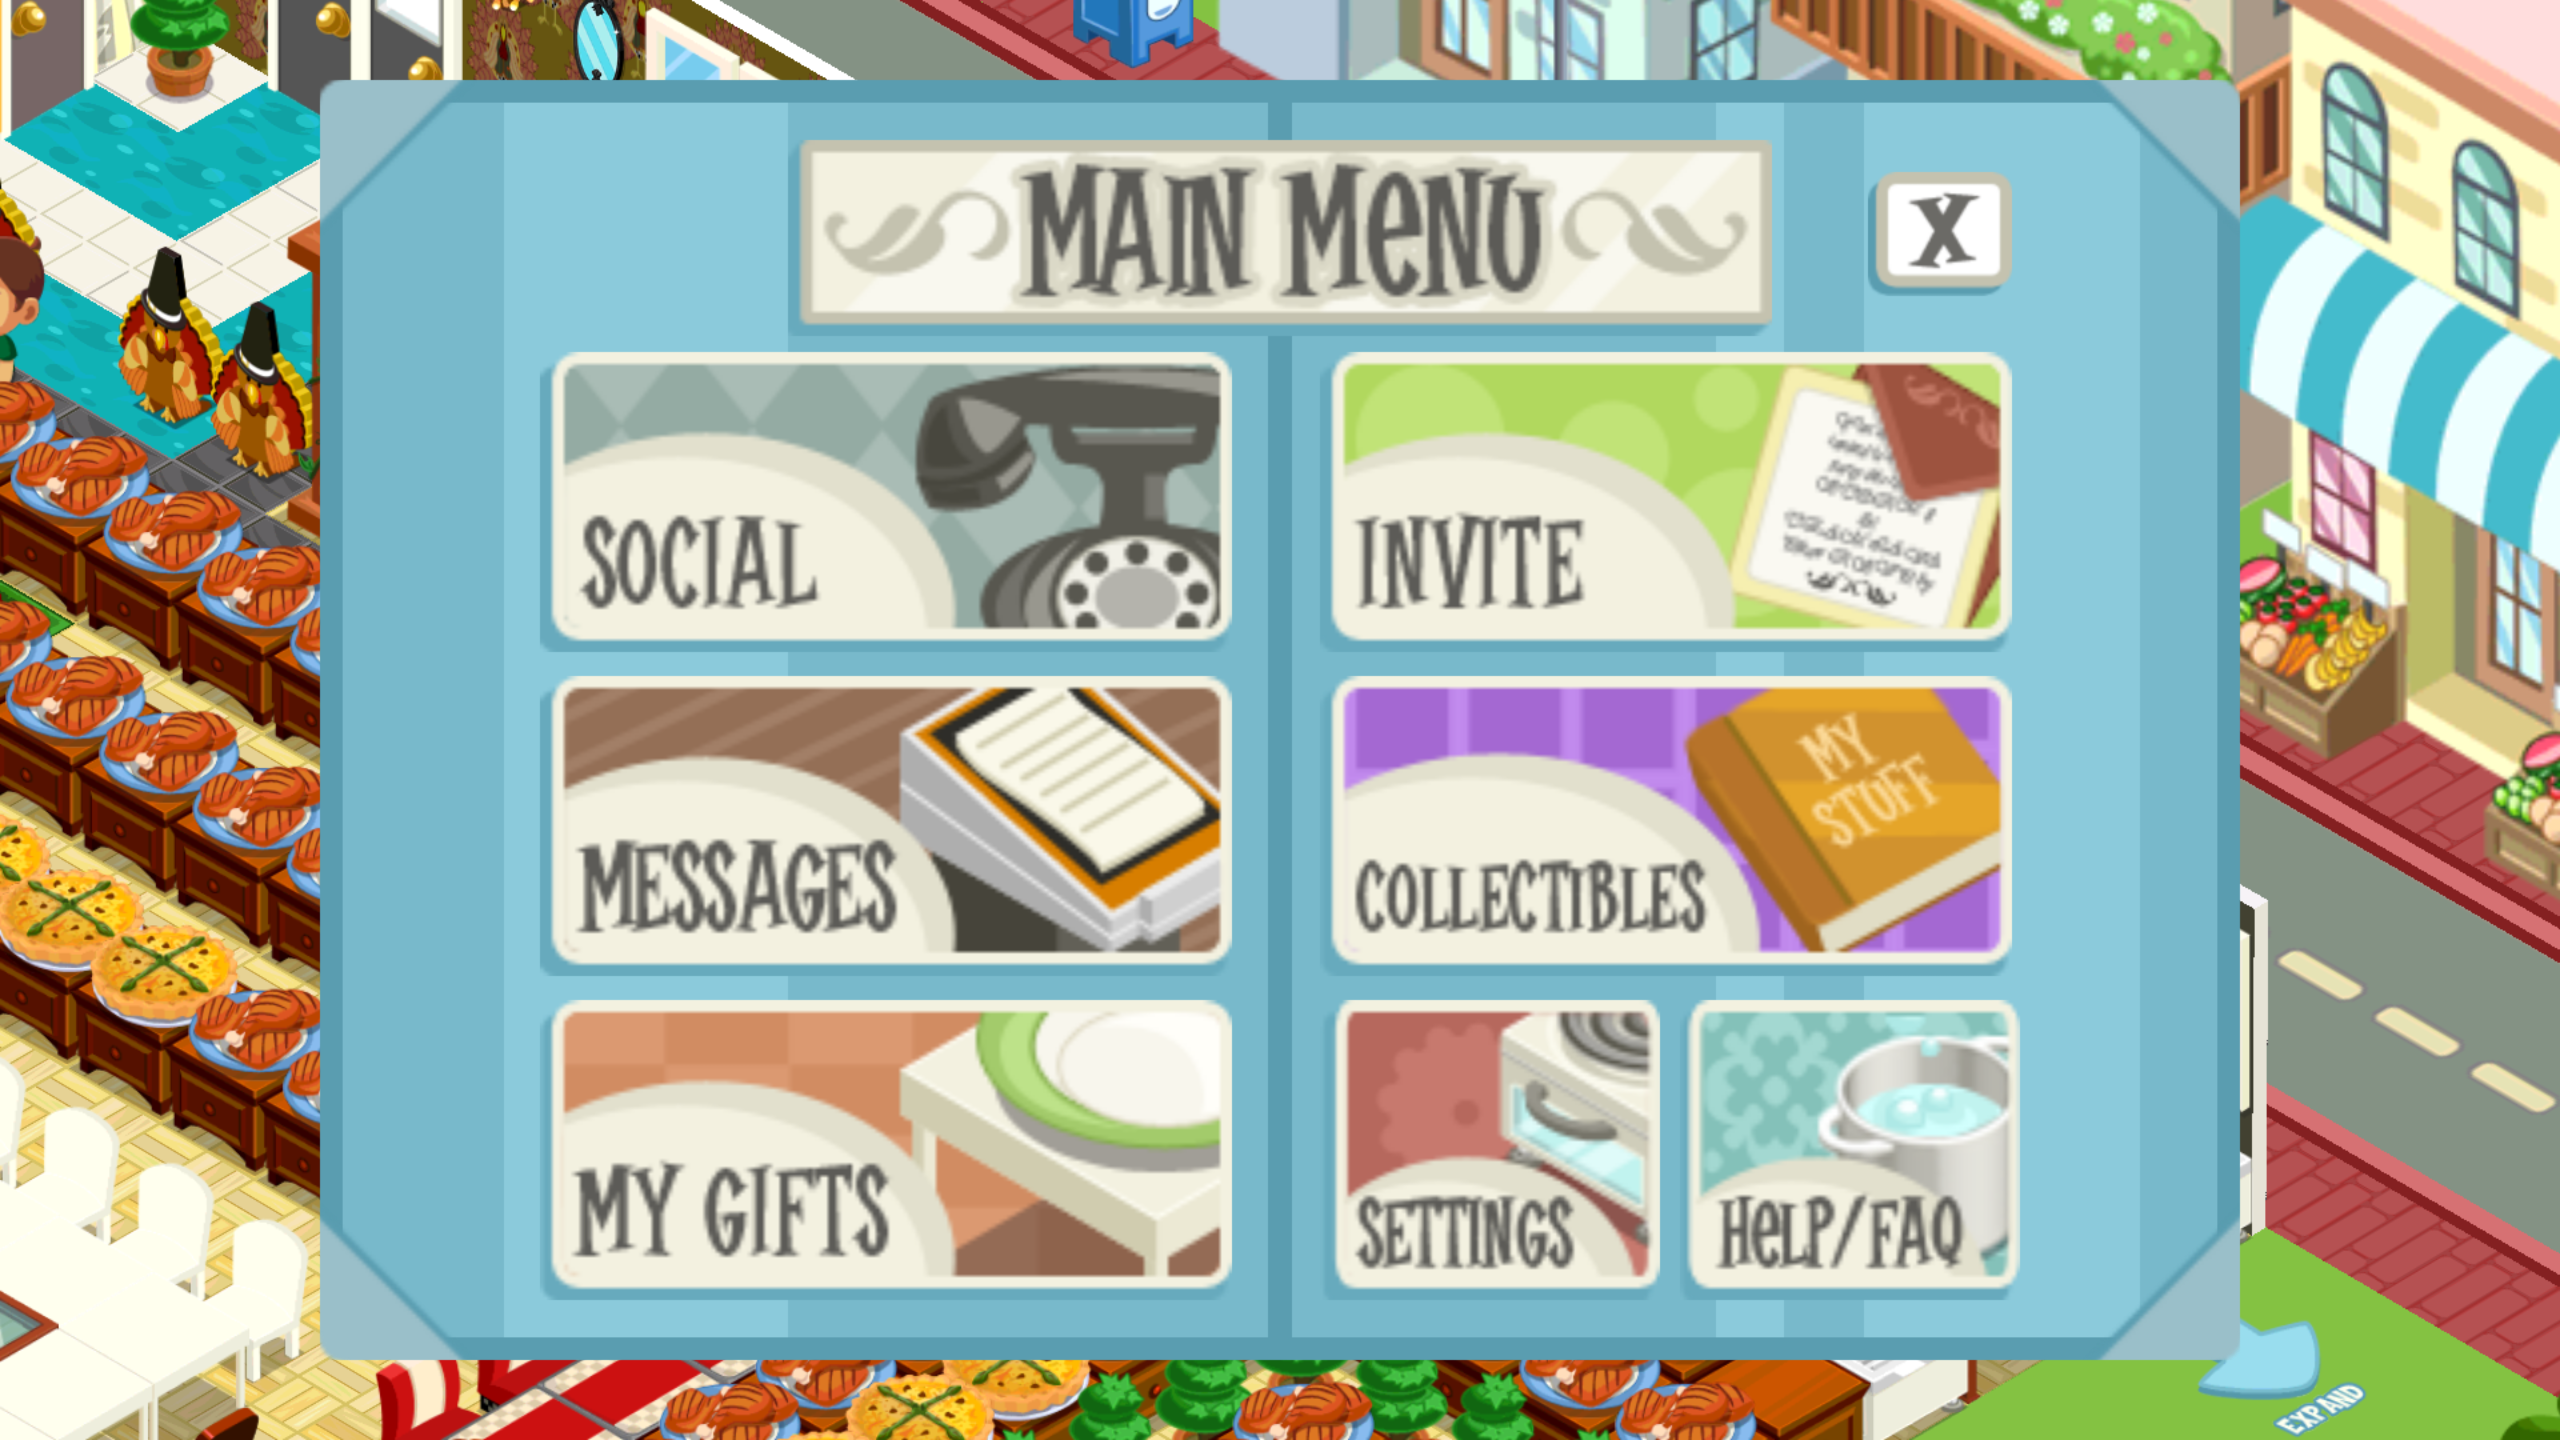 MAIN MENU
X
SOCIAL
INVITE
MESSAGES
MY
STUFF
COLLECTIBLES
MY GIFTS
SETTINGS
HELP/FAQ
EXPAND